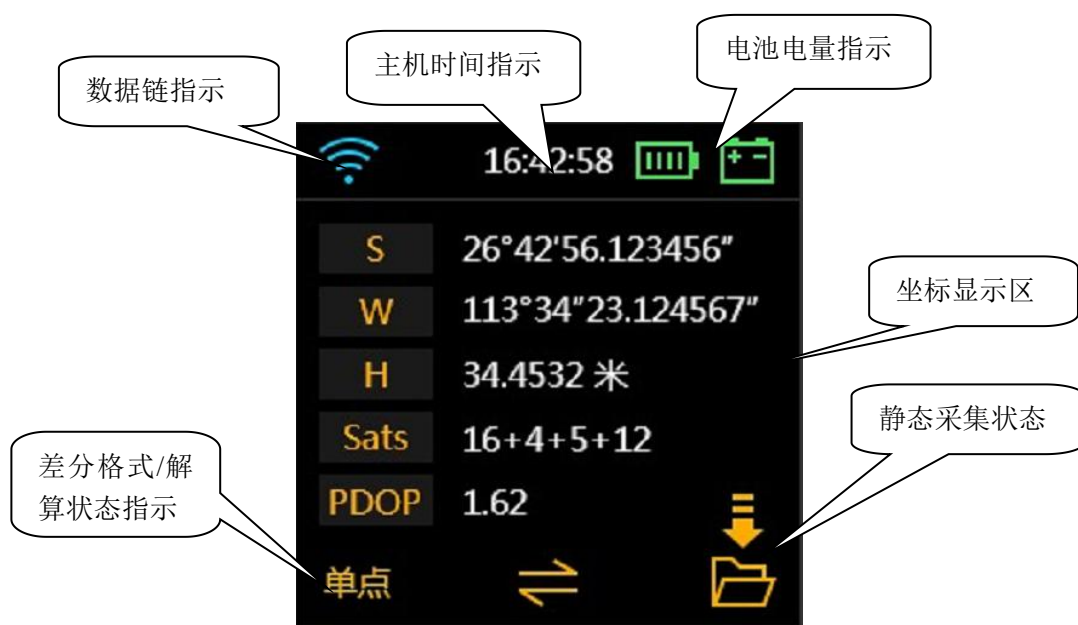 电池电量指示
主机时间指示
数据链指示
16:42:58
S 26°42'56.123456"
W 113°34"23.124567"
坐标显示区
H 34.4532 米
静态采集状态
Sats 16+4+5+12
差分格式/解
算状态指示
PDOP 1.62
单点